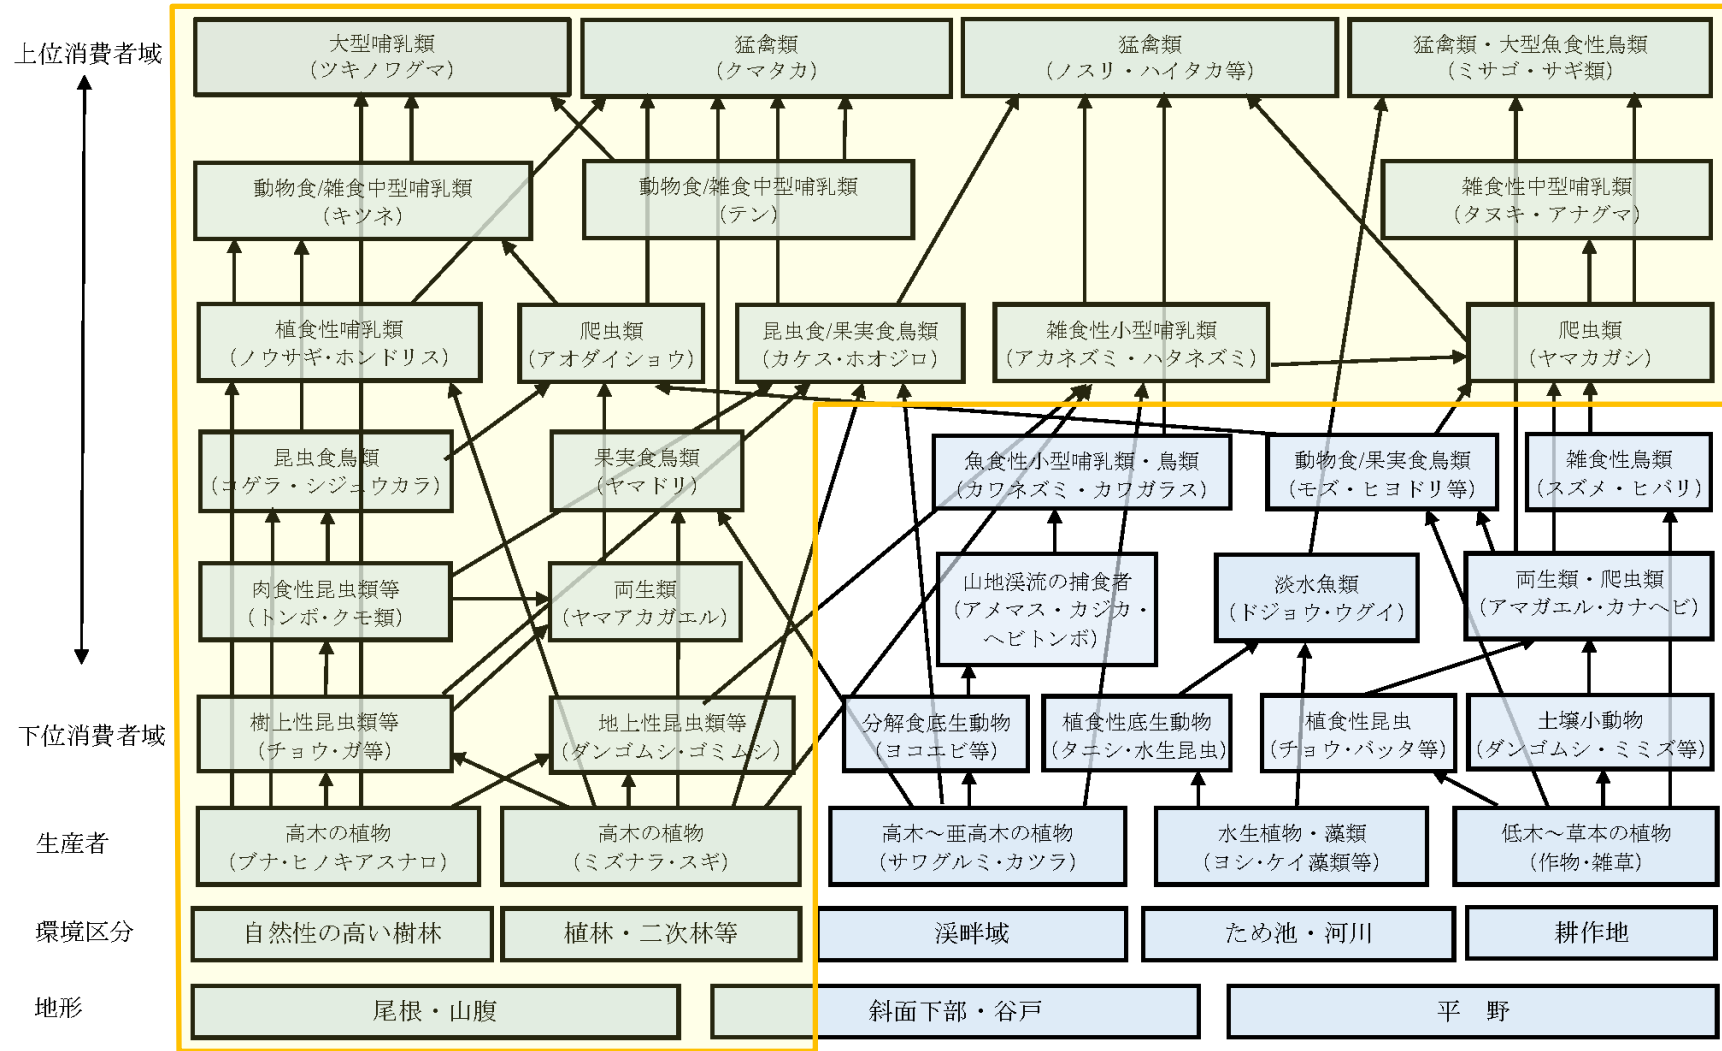 上位消費者域
大型哺乳類
(ツキノワグマ)
猛禽類
(クマタカ)
猛禽類
(ノスリ・ハイタカ等)
猛禽類・大型魚食性鳥類
(ミサゴ・サギ類)
動物食/雑食中型哺乳類
(キツネ)
動物食/雑食中型哺乳類
(テン)
雑食性中型哺乳類
(タヌキ・アナグマ)
植食性哺乳類
(ノウサギ・ホンドリス)
爬虫類
(アオダイショウ)
昆虫食/果実食鳥類
(カケス・ホオジロ)
雑食性小型哺乳類
(アカネズミ・ハタネズミ)
爬虫類
(ヤマカガシ)
昆虫食鳥類
(コゲラ・シジュウカラ)
果実食鳥類
(ヤマドリ)
魚食性小型哺乳類・鳥類
(カワネズミ・カワガラス)
動物食/果実食鳥類
(モズ・ヒヨドリ等)
雑食性鳥類
(スズメ・ヒバリ)
肉食性昆虫類等
(トンボ・クモ類)
両生類
(ヤマアカガエル)
山地渓流の捕食者
(アメマス・カジカ・
ヘビトンボ)
淡水魚類
(ドジョウ・ウグイ)
両生類・爬虫類
(アマガエル・カナヘビ)
下位消費者域
樹上性昆虫類等
(チョウ・ガ等)
地上性昆虫類等
(ダンゴムシ・ゴミムシ)
分解食底生動物
(ヨコエビ等)
植食性底生動物
(タニシ・水生昆虫)
植食性昆虫
(チョウ・バッタ等)
土壌小動物
(ダンゴムシ・ミミズ等)
生産者
高木の植物
(ブナ・ヒノキアスナロ)
高木の植物
(ミズナラ・スギ)
高木～亜高木の植物
(サワグルミ・カツラ)
水生植物・藻類
(ヨシ・ケイ藻類等)
低木～草本の植物
(作物・雑草)
環境区分
自然性の高い樹林
植林・二次林等
渓畔域
ため池・河川
耕作地
地形
尾根・山腹
斜面下部・谷戸
平　野